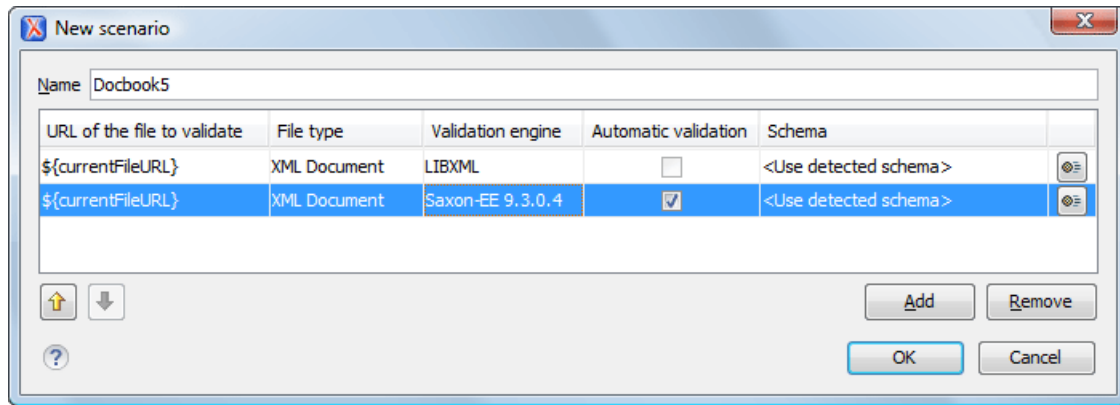 New scenario
Name Docbook5
URL of the file to validate File type Validation engine Automatic validation Schema
${currentFileURL} XML Document LIBXML <Use detected schema>
${currentFileURL} XML Document Saxon-EE 9.3.0.4 <Use detected schema>
Add Remove
? OK Cancel